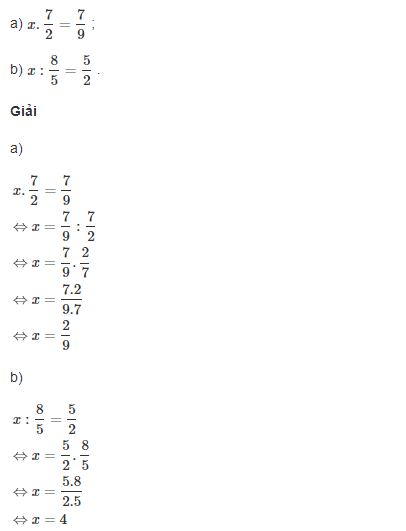 a) x. 7/2 = 7/9 ;
b) x : 8/5 = 5/2 .
Giải
a)
x. 7/2 = 7/9
⇔ x = 7/9 : 7/2
⇔ x = 7/9 . 2/7
⇔ x = 7.2/9.7
⇔ x = 2/9
b)
x : 8/5 = 5/2
⇔ x = 5/2 . 8/5
⇔ x = 5.8/2.5
⇔ x = 4